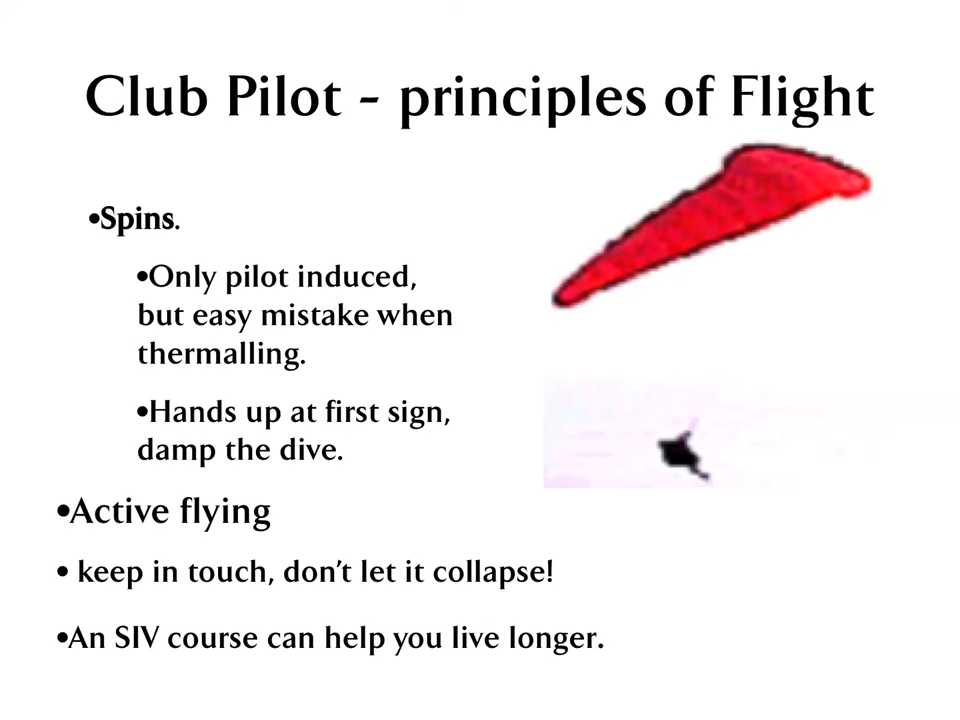 Club Pilot - principles of Flight
•Spins.
•Only pilot induced,
but easy mistake when
thermalling.
•Hands up at first sign,
damp the dive.
•Active flying
• keep in touch, don’t let it collapse!
•An SIV course can help you live longer.